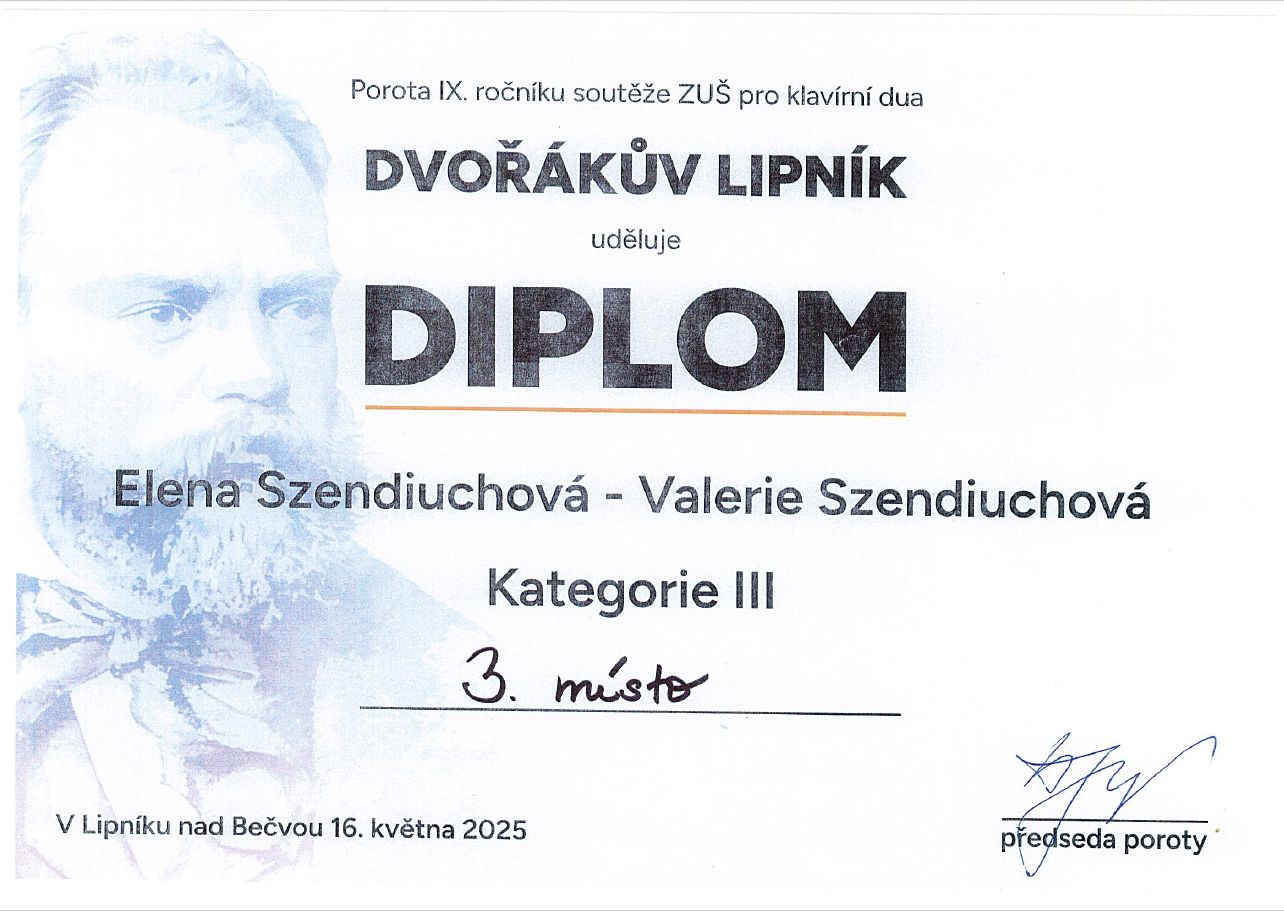 Porota IX. ročníku soutěže ZUŠ pro klavírní dua
DVOŘÁKŮV LIPNÍK
uděluje
DIPLOM
Elena Szendiuchová - Valerie Szendiuchová
Kategorie III
3. místo
V Lipníku nad Bečvou 16. května 2025
předseda poroty